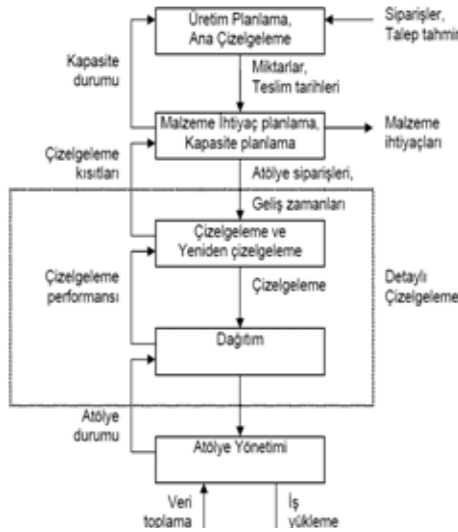 Üretim Planlama,
Ana Çizelgeleme
Siparişler,
Talep tahmin
Kapasite
durumu
Miktarlar,
Teslim tarihleri
Malzeme İhtiyaç planlama,
Kapasite planlama
Malzeme
ihtiyaçları
Çizelgeleme
kısıtları
Atölye siparişleri,
Geliş zamanları
Çizelgeleme ve
Yeniden çizelgeleme
Çizelgeleme
performansı
Çizelgeleme
Detaylı
Çizelgeleme
Dağıtım
Atölye
durumu
Atölye Yönetimi
Veri
toplama
İş
yükleme